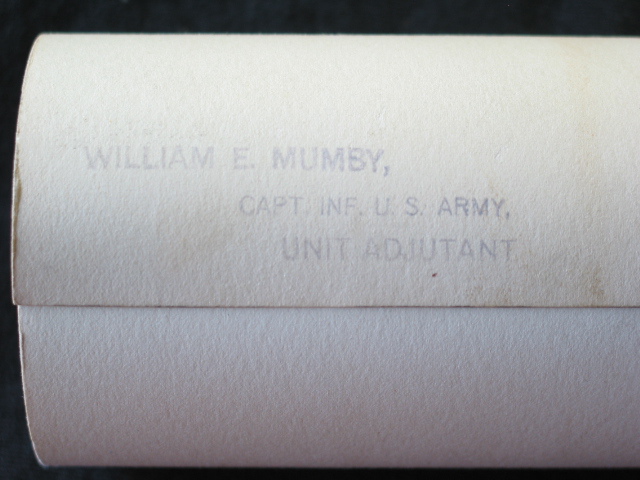 WILLIAM E. MUMBY,
CAPT. INF. U. S. ARMY,
UNIT ADJUTANT